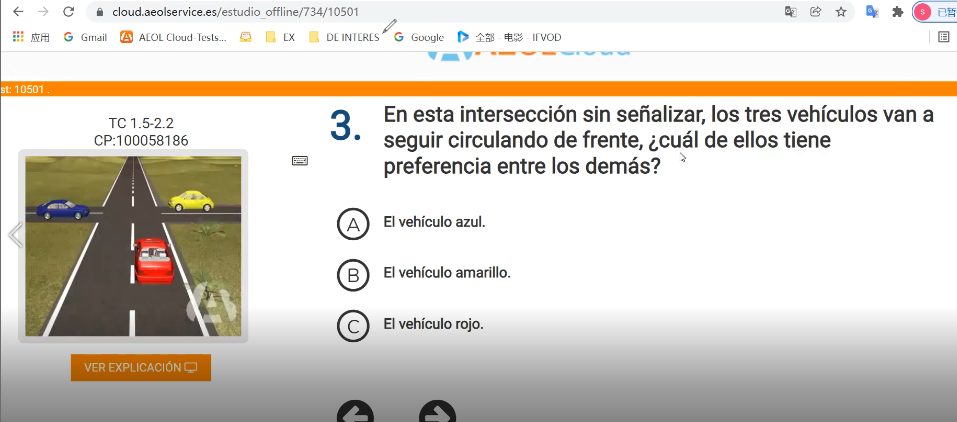 cloud.aeolservice.es/estudio_offline/734/10501
S
已暂
应用
Gmail
AEOL Cloud-Tests...
EX
DE INTERES
Google
全部 - 电影 - IFVOD
AEOLCloud
st: 10501 .
TC 1.5-2.2
CP:100058186
3.
En esta intersección sin señalizar, los tres vehículos van a
seguir circulando de frente, ¿cuál de ellos tiene
preferencia entre los demás?
A
El vehículo azul.
B
El vehículo amarillo.
C
El vehículo rojo.
VER EXPLICACIÓN